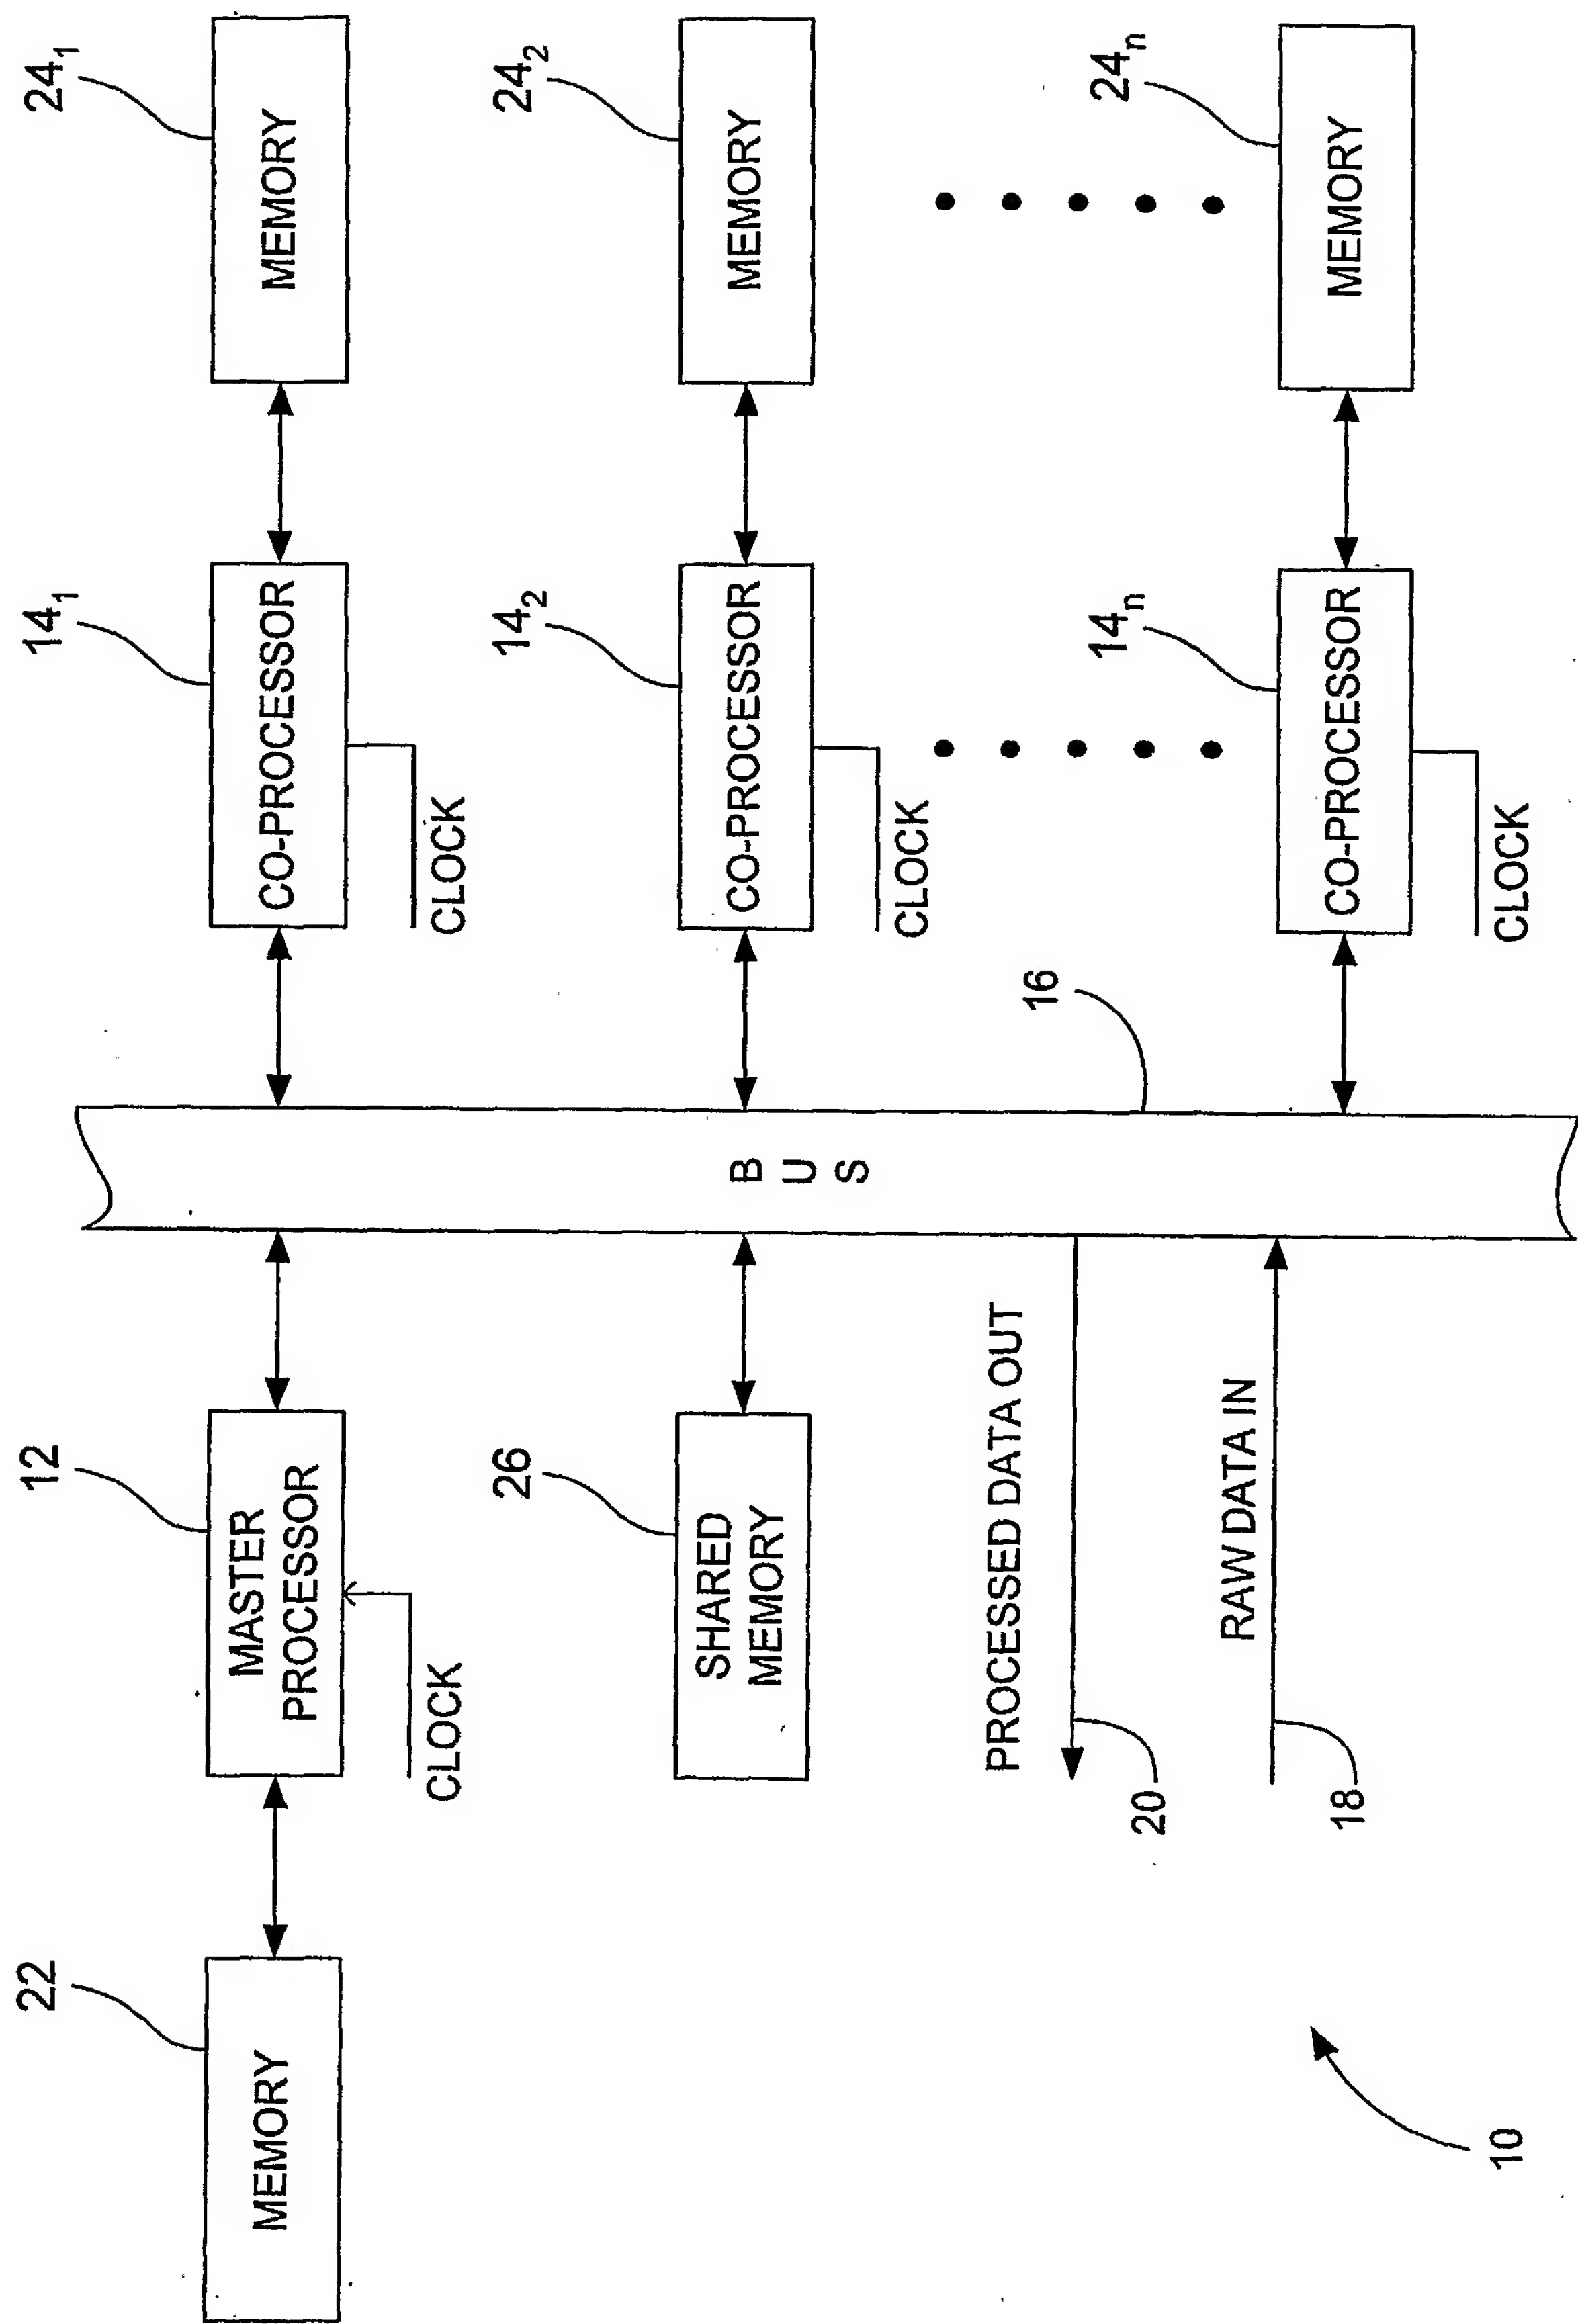 22
MEMORY
12
MASTER
PROCESSOR
CLOCK
14₁
CO-PROCESSOR
CLOCK
24₁
MEMORY
26
SHARED
MEMORY
B
U
S
14₂
CO-PROCESSOR
CLOCK
24₂
MEMORY
PROCESSED DATA OUT
20
16
RAW DATA IN
18
14ₙ
CO-PROCESSOR
CLOCK
24ₙ
MEMORY
10